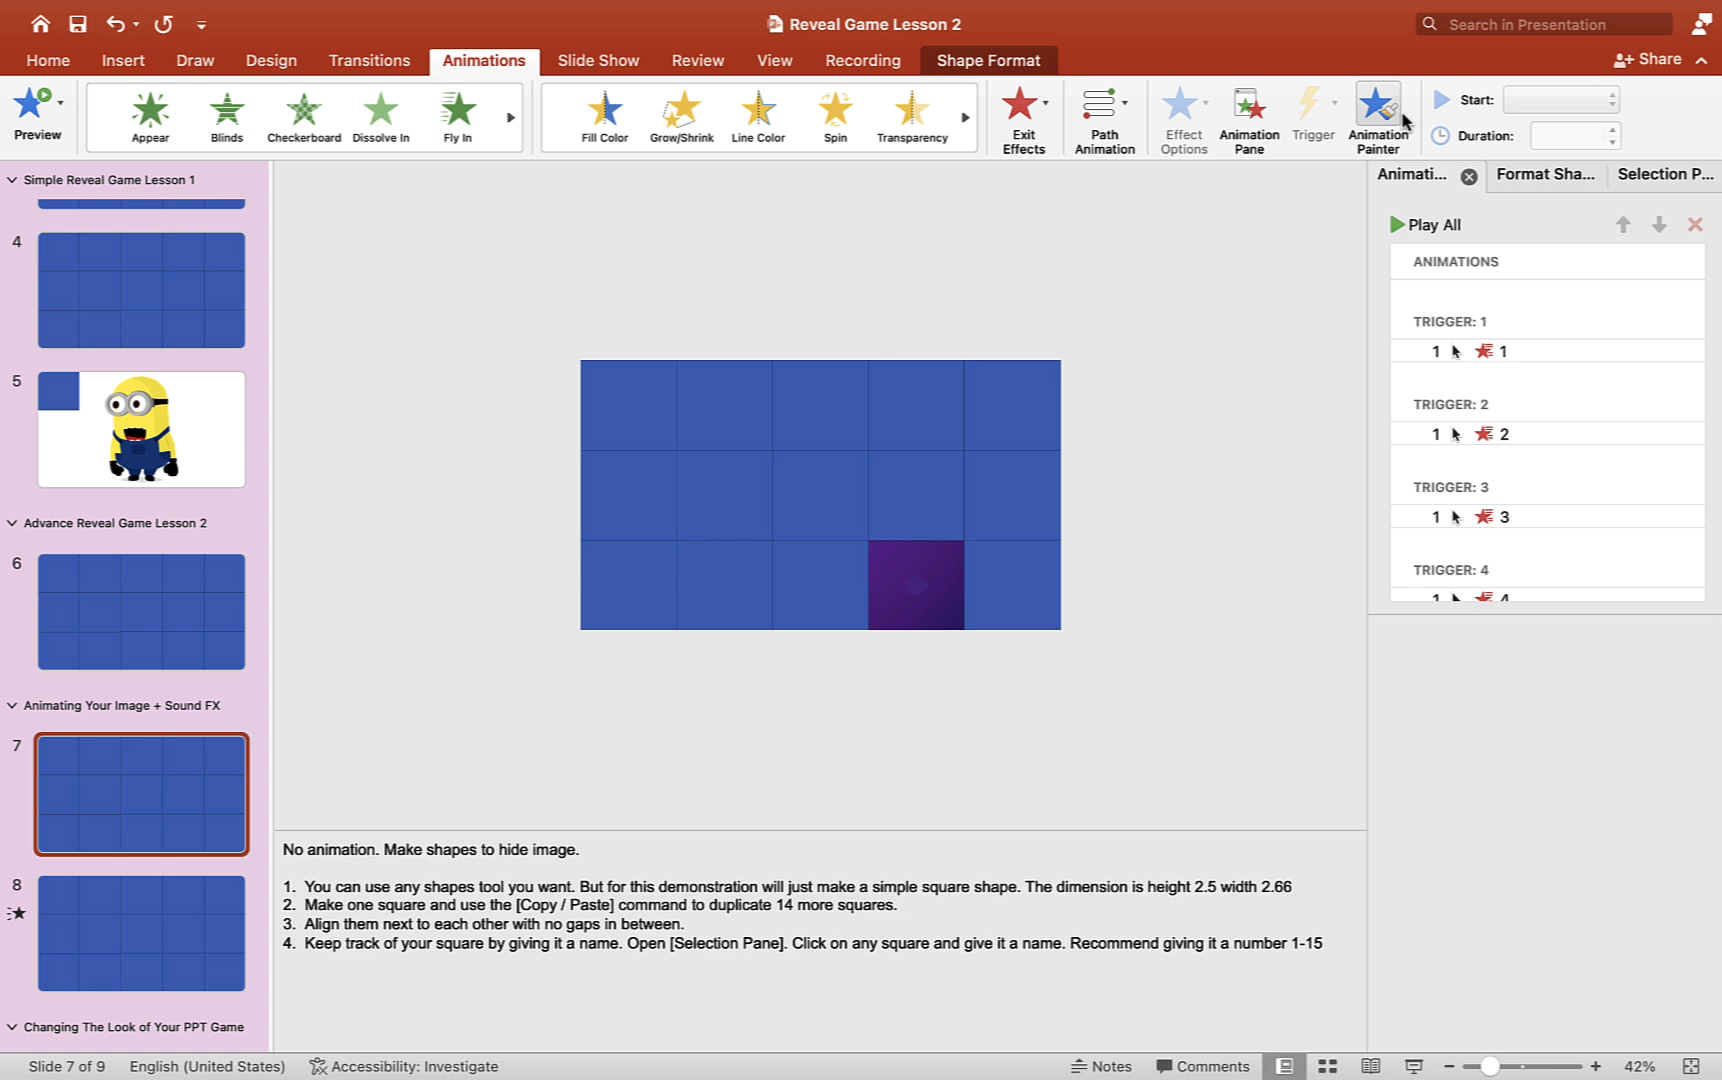 Reveal Game Lesson 2
Search in Presentation
Home Insert Draw Design Transitions Animations Slide Show Review View Recording Shape Format
Share
Preview
Appear Blinds Checkerboard Dissolve In Fly In
Fill Color Grow/Shrink Line Color Spin Transparency
Exit Effects
Path Animation
Effect Options
Animation Pane
Trigger
Animation Painter
Start:
Duration:
Simple Reveal Game Lesson 1
4
5
Advance Reveal Game Lesson 2
6
Animating Your Image + Sound FX
7
8
Changing The Look of Your PPT Game
Animati... Format Sha... Selection P...
Play All
ANIMATIONS
TRIGGER: 1
1 1
TRIGGER: 2
1 2
TRIGGER: 3
1 3
TRIGGER: 4
1 4
No animation. Make shapes to hide image.
1. You can use any shapes tool you want. But for this demonstration will just make a simple square shape. The dimension is height 2.5 width 2.66
2. Make one square and use the [Copy / Paste] command to duplicate 14 more squares.
3. Align them next to each other with no gaps in between.
4. Keep track of your square by giving it a name. Open [Selection Pane]. Click on any square and give it a name. Recommend giving it a number 1-15
Slide 7 of 9 English (United States) Accessibility: Investigate Notes Comments 42%